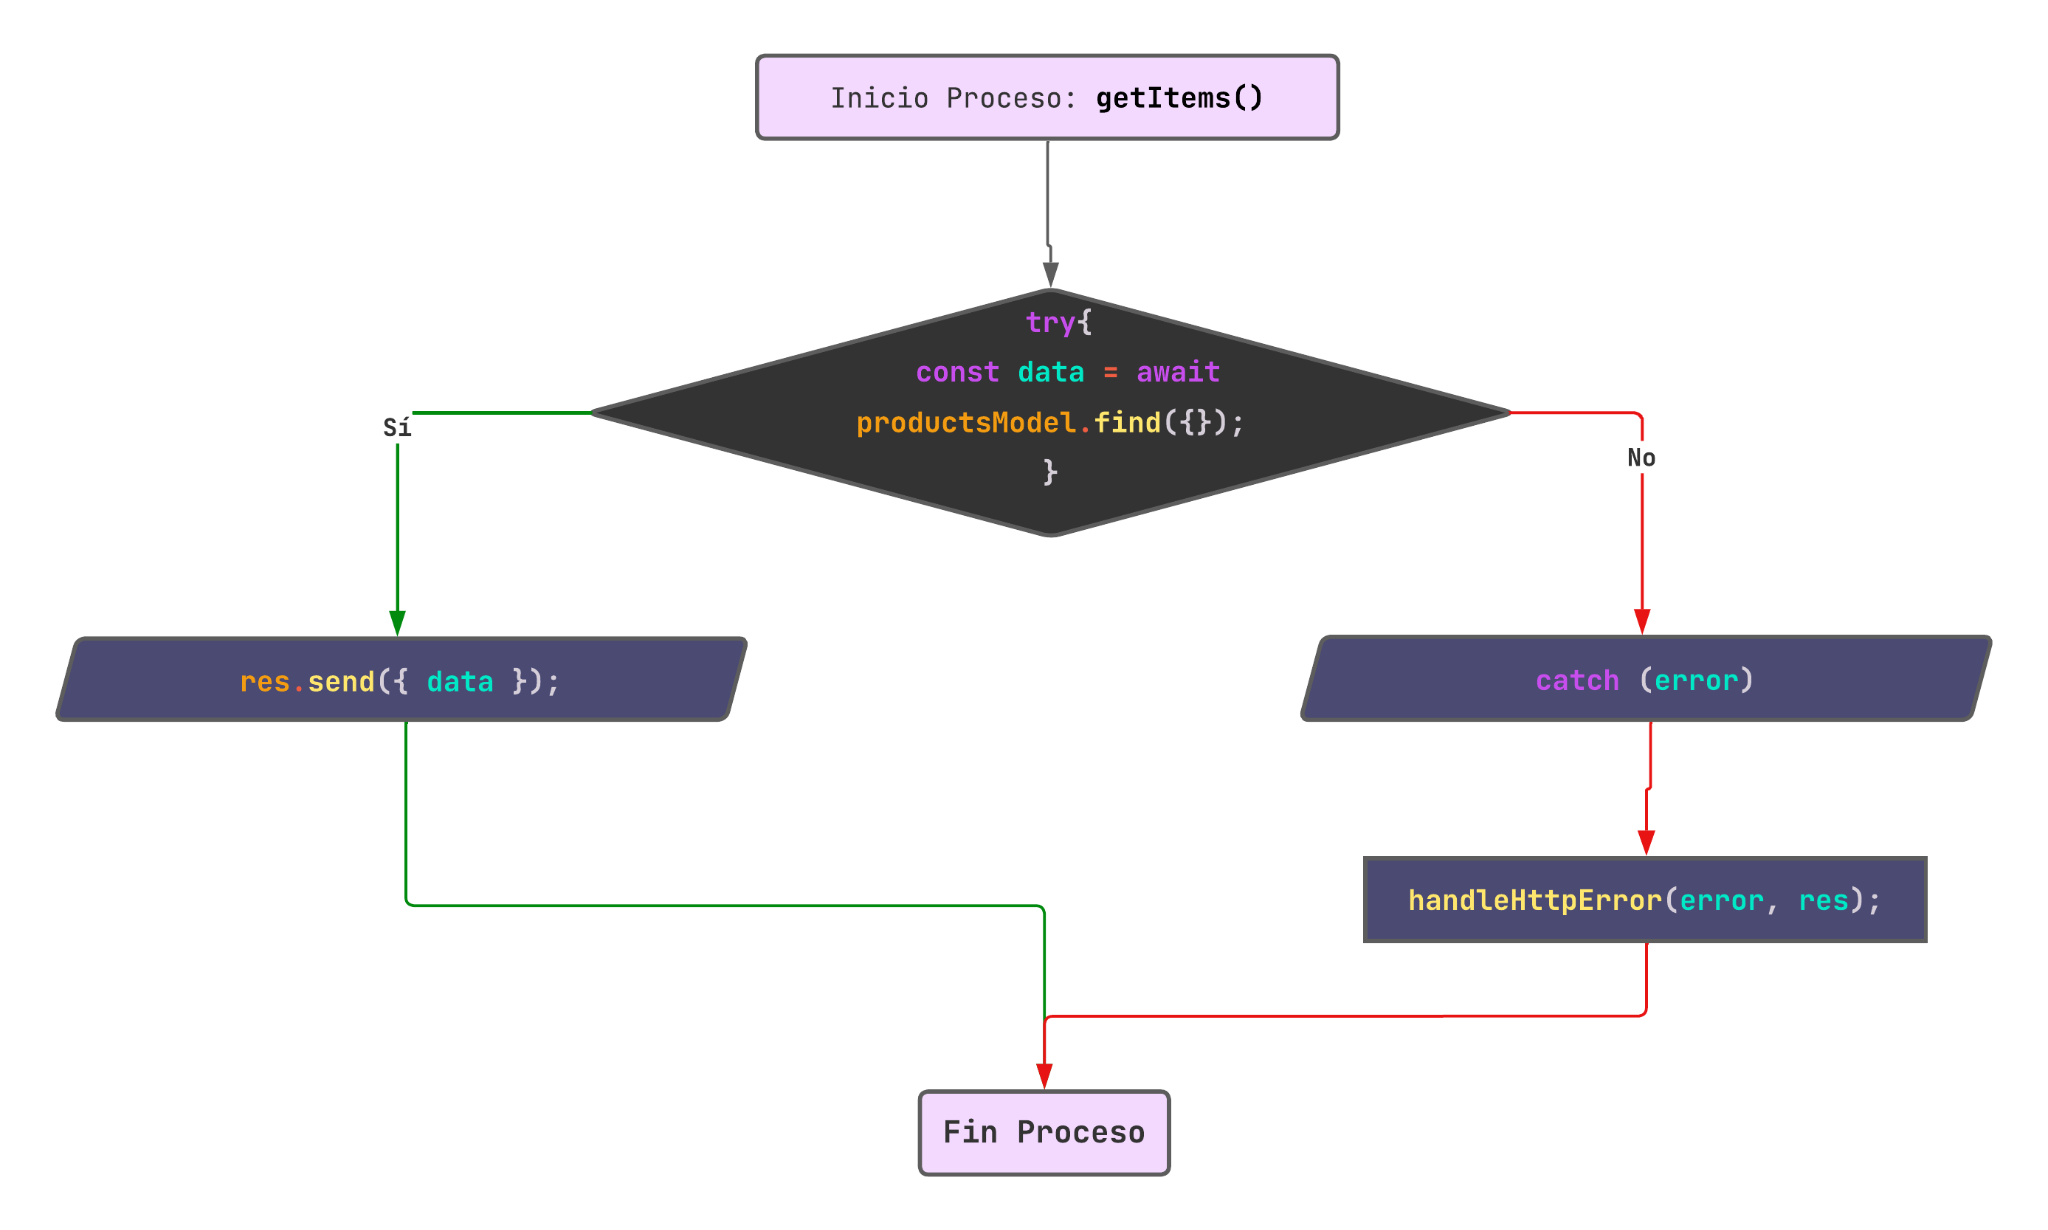 Inicio Proceso: getItems()
try{
const data = await
productsModel.find({});
}
Sí
No
res.send({ data });
catch (error)
handleHttpError(error, res);
Fin Proceso